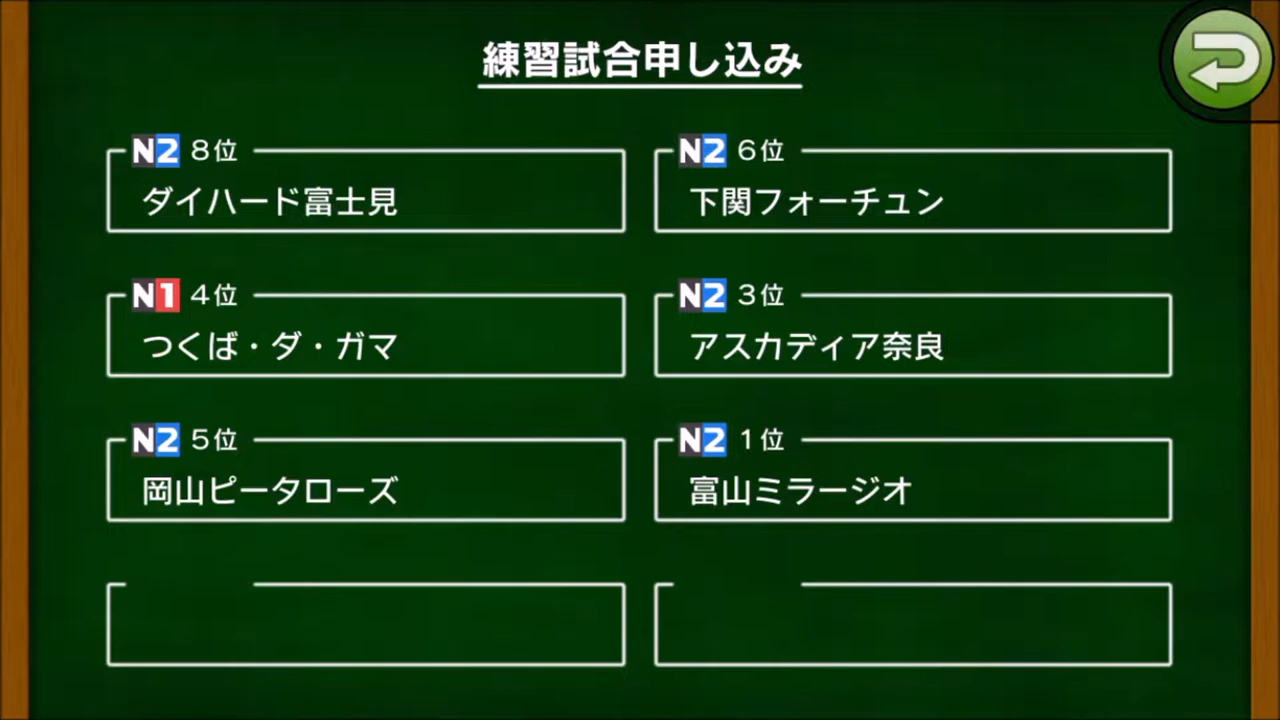 練習試合申し込み
N2 8位
ダイハード富士見
N2 6位
下関フォーチュン
N1 4位
つくば・ダ・ガマ
N2 3位
アスカディア奈良
N2 5位
岡山ピータローズ
N2 1位
富山ミラージオ